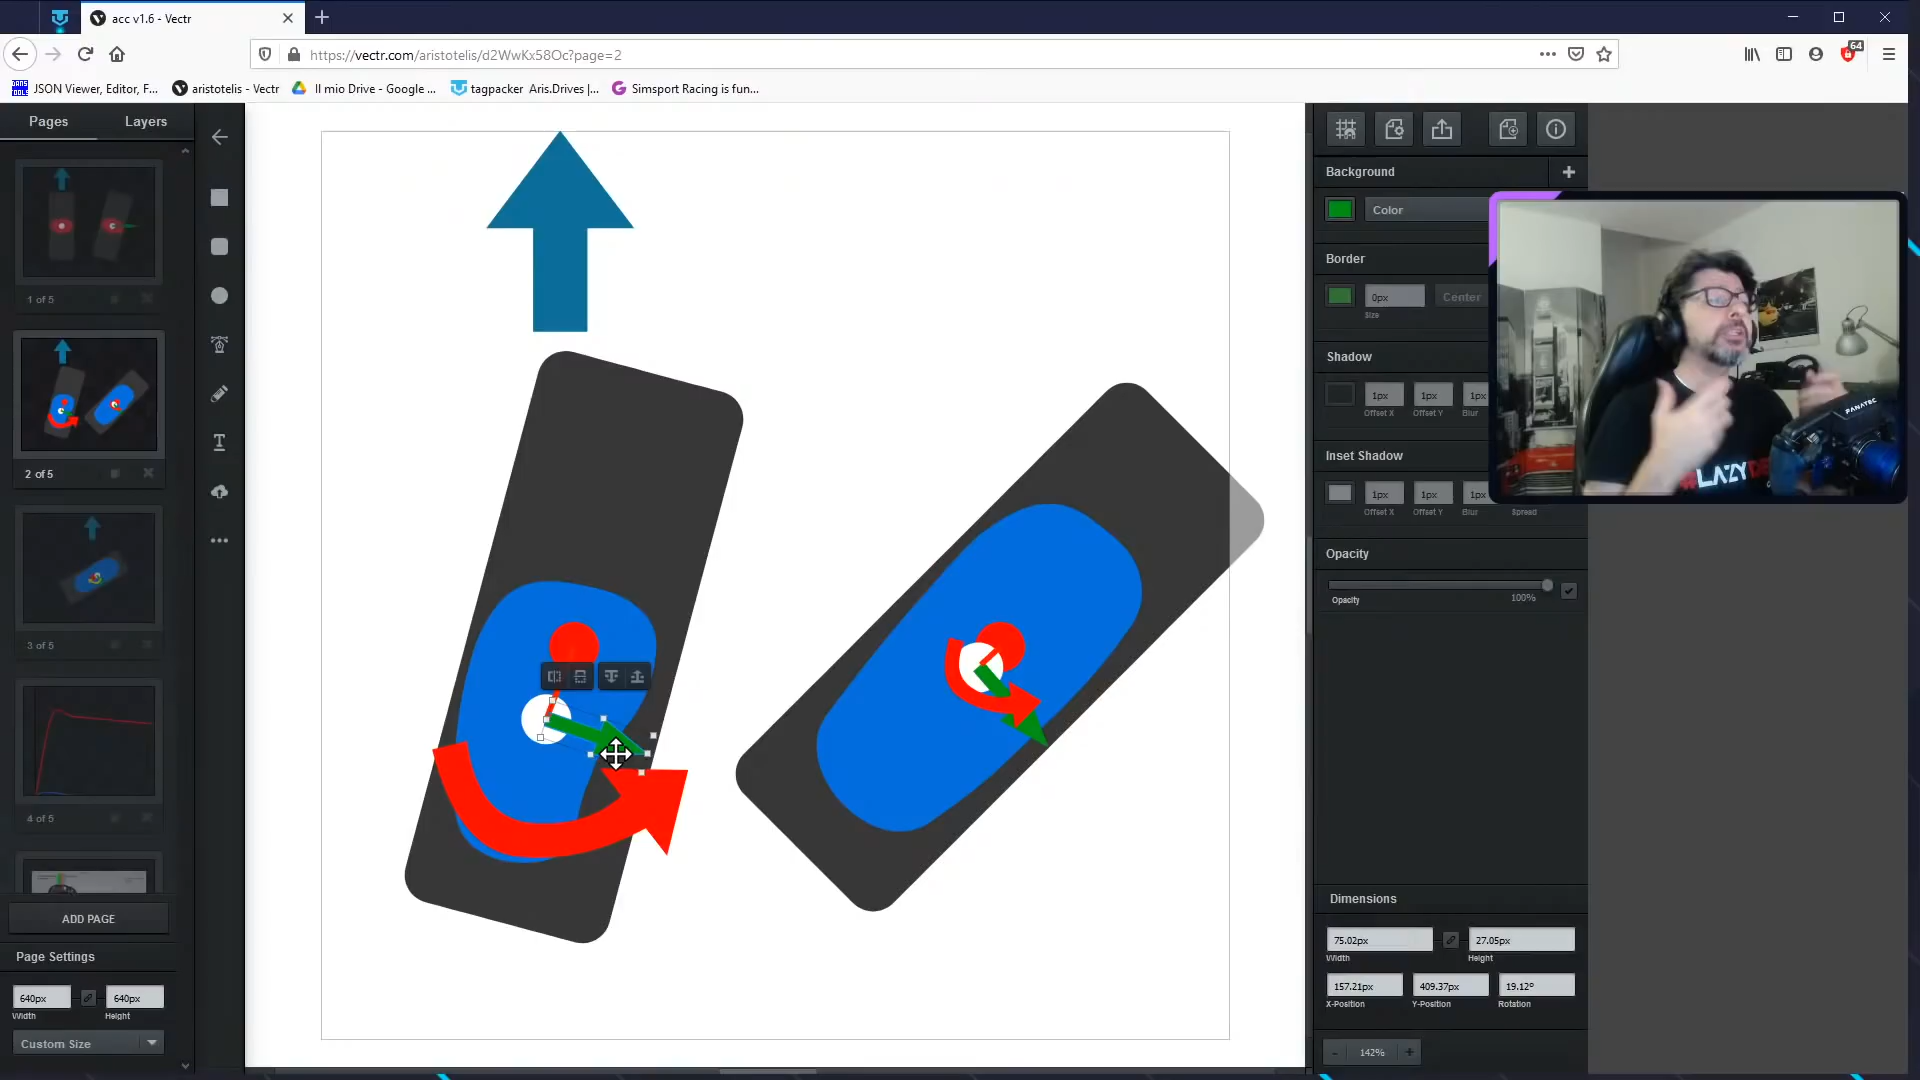 acc v1.6 - Vectr
https://vectr.com/aristotelis/d2WwKx58Oc?page=2
64
JSON Viewer, Editor, F...
aristotelis - Vectr
Il mio Drive - Google ...
tagpacker Aris.Drives |...
Simsport Racing is fun...
Pages
Layers
1 of 5
2 of 5
3 of 5
4 of 5
ADD PAGE
Page Settings
640px
640px
Width
Height
Custom Size
Background
Color
Border
0px
Center
Size
Shadow
1px
1px
1px
Offset X
Offset Y
Blur
Inset Shadow
1px
1px
1px
Offset X
Offset Y
Blur
Spread
Opacity
Opacity
100%
Dimensions
75.02px
27.05px
Width
Height
157.21px
409.37px
19.12°
X-Position
Y-Position
Rotation
- 142% +
FANATEC